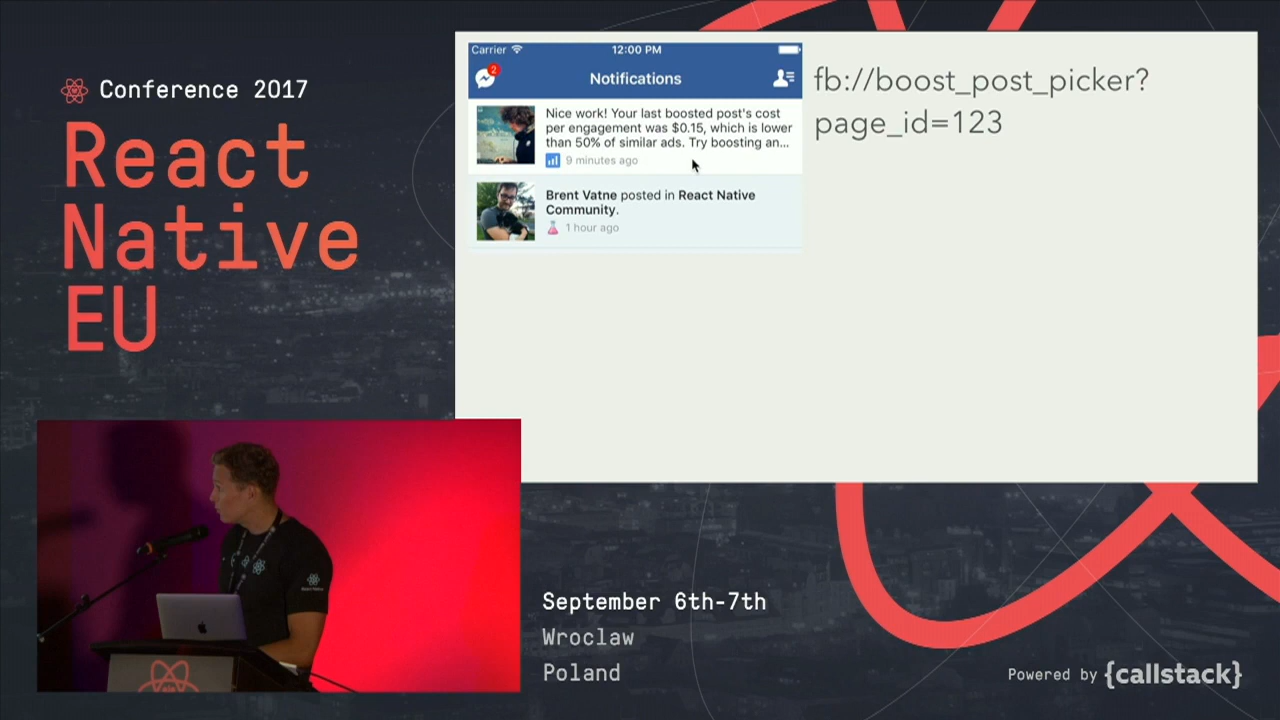 Conference 2017
React
Native
EU
Carrier
12:00 PM
2
Notifications
Nice work! Your last boosted post's cost
per engagement was $0.15, which is lower
than 50% of similar ads. Try boosting an...
9 minutes ago
Brent Vatne posted in React Native
Community.
1 hour ago
fb://boost_post_picker?
page_id=123
September 6th-7th
Wroclaw
Poland
Powered by {callstack}